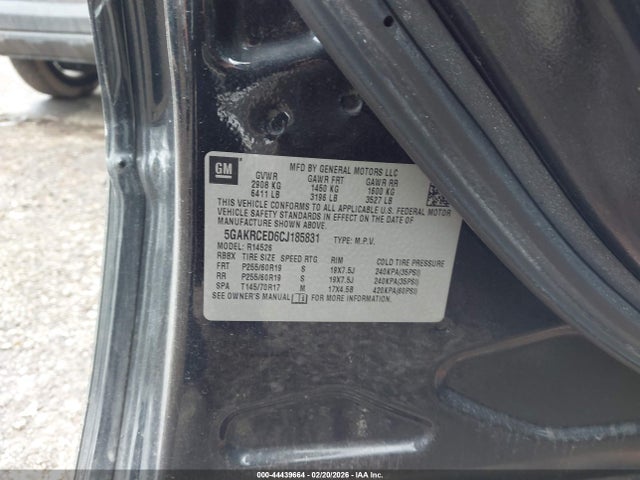 GM
MFD BY GENERAL MOTORS LLC
GVWR GAWR FRT GAWR RR
2908 KG 1450 KG 1600 KG
6411 LB 3196 LB 3527 LB
THIS VEHICLE CONFORMS TO ALL APPLICABLE U.S. FEDERAL MOTOR
VEHICLE SAFETY STANDARDS IN EFFECT ON THE DATE OF
MANUFACTURE SHOWN ABOVE.
5GAKRCED6CJ185831 TYPE: M.P.V.
MODEL: R14526
RBBX TIRE SIZE SPEED RTG RIM COLD TIRE PRESSURE
FRT P255/60R19 S 19X7.5J 240KPA(35PSI)
RR P255/60R19 S 19X7.5J 240KPA(35PSI)
SPA T145/70R17 M 17X4.5B 420KPA(60PSI)
SEE OWNER'S MANUAL FOR MORE INFORMATION.
000-44439664 02/20/2026 IAA Inc.